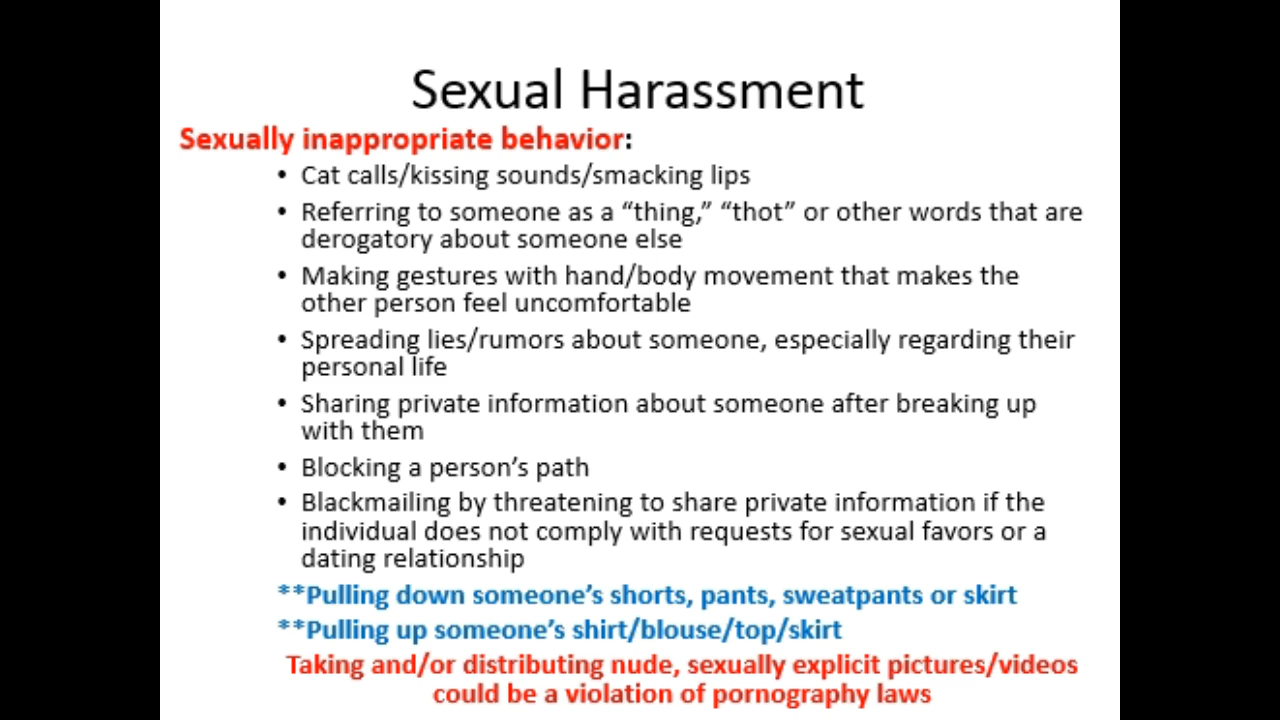 Sexual Harassment
Sexually inappropriate behavior:
• Cat calls/kissing sounds/smacking lips
• Referring to someone as a “thing,” “thot” or other words that are
derogatory about someone else
• Making gestures with hand/body movement that makes the
other person feel uncomfortable
• Spreading lies/rumors about someone, especially regarding their
personal life
• Sharing private information about someone after breaking up
with them
• Blocking a person’s path
• Blackmailing by threatening to share private information if the
individual does not comply with requests for sexual favors or a
dating relationship
**Pulling down someone’s shorts, pants, sweatpants or skirt
**Pulling up someone’s shirt/blouse/top/skirt
Taking and/or distributing nude, sexually explicit pictures/videos
could be a violation of pornography laws